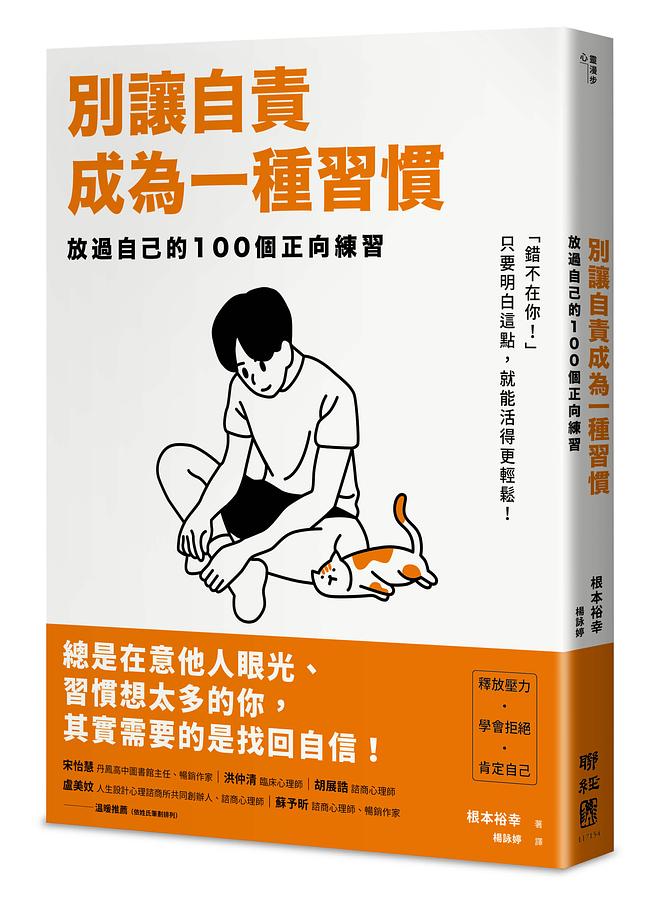 別讓自責
成為一種習慣
放過自己的100個正向練習
「錯不在你！」
只要明白這點，就能活得更輕鬆！
總是在意他人眼光、
習慣想太多的你，
其實需要的是找回自信！
釋放壓力
・
學會拒絕
・
肯定自己
宋怡慧 丹鳳高中圖書館主任、暢銷作家｜洪仲清 臨床心理師｜胡展誥 諮商心理師
盧美妏 人生設計心理諮商所共同創辦人、諮商心理師｜蘇予昕 諮商心理師、暢銷作家
溫暖推薦（依姓氏筆劃排列）
根本裕幸 著
楊詠婷 譯
心靈漫步
別讓自責成為一種習慣
放過自己的100個正向練習
根本裕幸
楊詠婷
聯經
117154